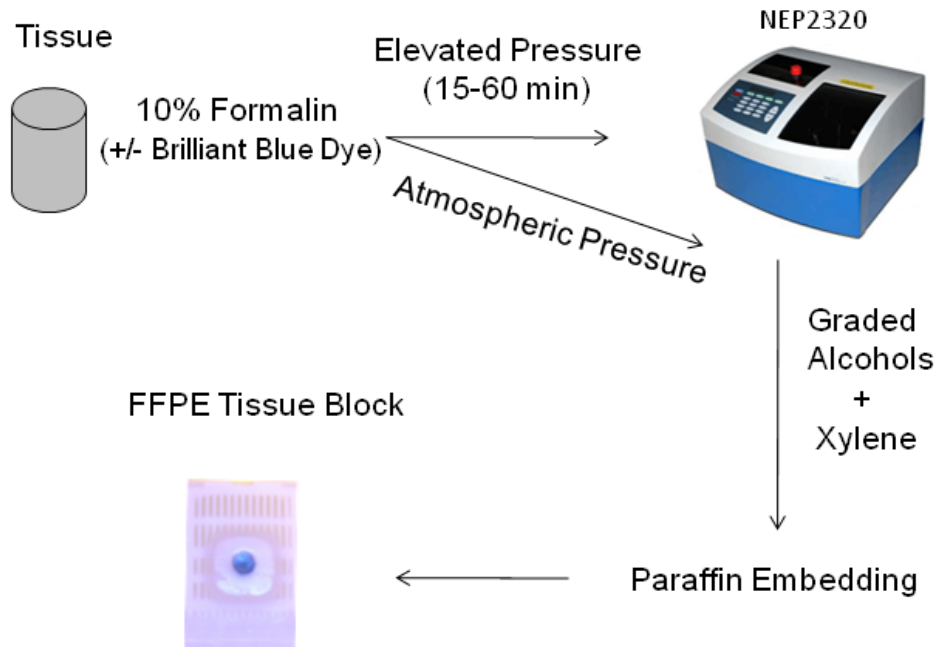 NEP2320
Tissue
Elevated Pressure
(15-60 min)
10% Formalin
(+/- Brilliant Blue Dye)
Atmospheric Pressure
Graded
Alcohols
+
Xylene
FFPE Tissue Block
Paraffin Embedding